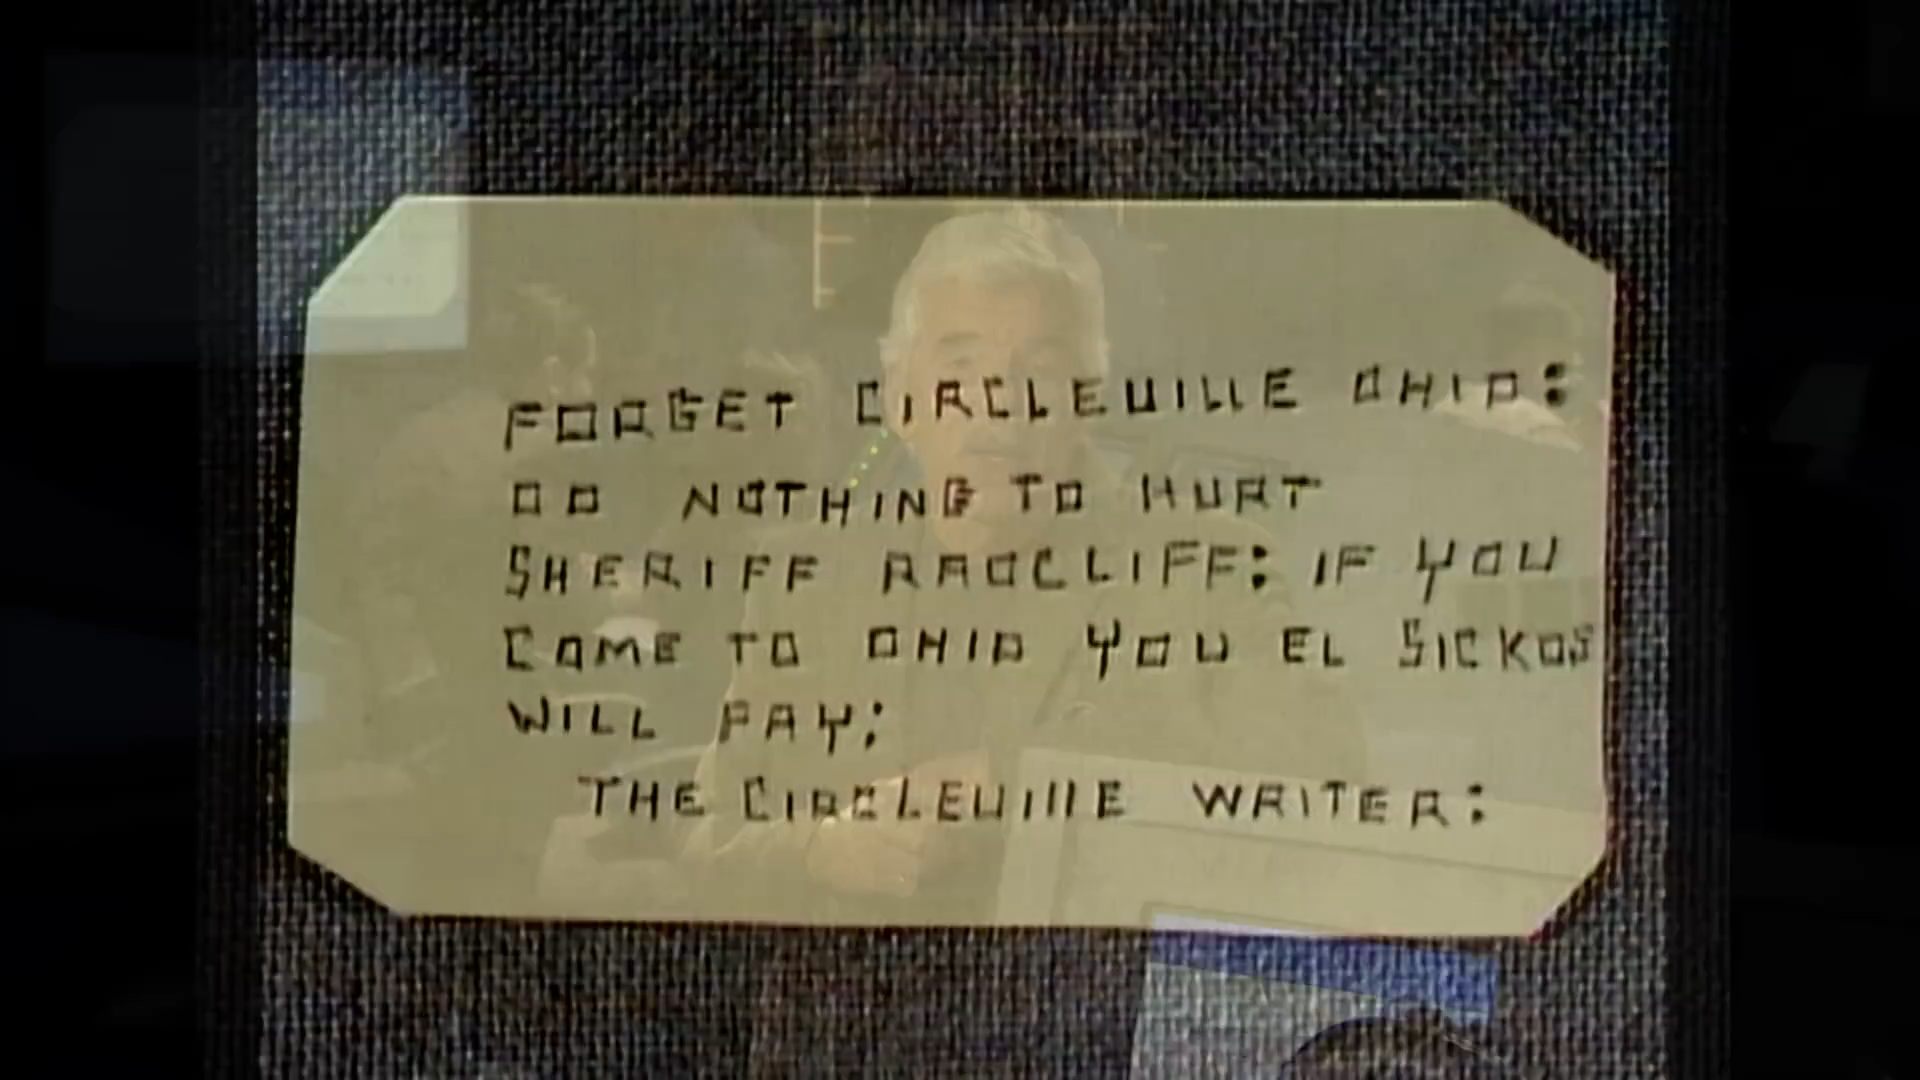 FORGET CIRCLEVILLE OHIO:
DO NOTHING TO HURT
SHERIFF RADCLIFF: IF YOU
COME TO OHIO YOU EL SICKOS
WILL PAY:
THE CIRCLEVILLE WRITER: